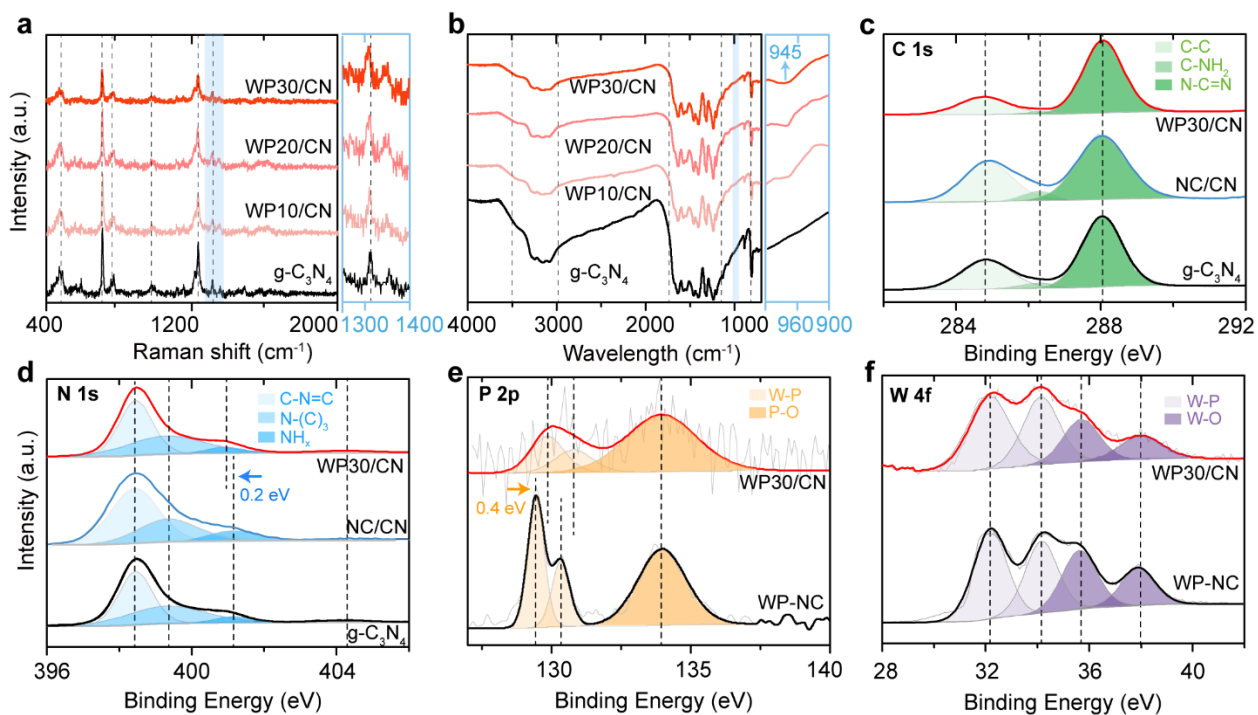 a
Intensity (a.u.)
WP30/CN
WP20/CN
WP10/CN
g-C₃N₄
400
1200
2000
1300
1400
Raman shift (cm⁻¹)
b
945
WP30/CN
WP20/CN
WP10/CN
g-C₃N₄
4000
3000
2000
1000
960
900
Wavelength (cm⁻¹)
c
C 1s
C-C
C-NH₂
N-C=N
WP30/CN
NC/CN
g-C₃N₄
284
288
292
Binding Energy (eV)
d
N 1s
Intensity (a.u.)
C-N=C
N-(C)₃
NHₓ
WP30/CN
0.2 eV
NC/CN
g-C₃N₄
396
400
404
Binding Energy (eV)
e
P 2p
W-P
P-O
WP30/CN
0.4 eV
WP-NC
130
135
140
Binding Energy (eV)
f
W 4f
W-P
W-O
WP30/CN
WP-NC
28
32
36
40
Binding Energy (eV)